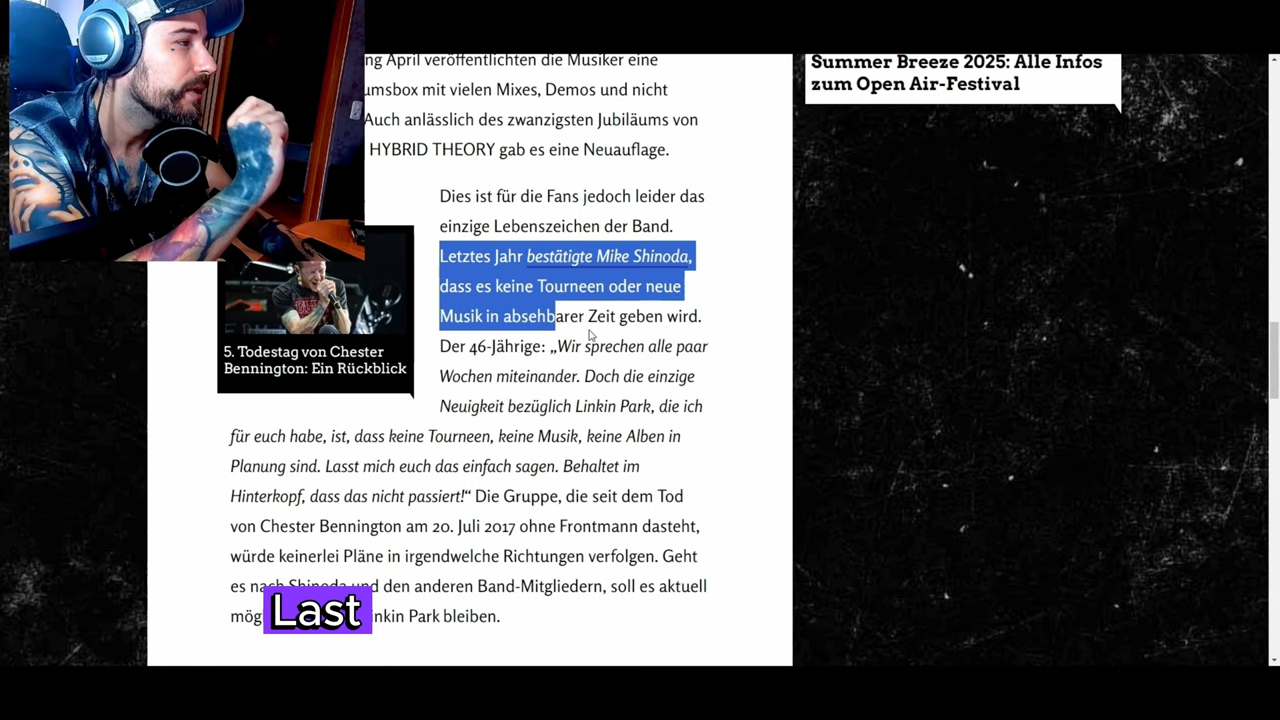 ng April veröffentlichten die Musiker eine
umsbox mit vielen Mixes, Demos und nicht
Auch anlässlich des zwanzigsten Jubiläums von
HYBRID THEORY gab es eine Neuauflage.
Dies ist für die Fans jedoch leider das
einzige Lebenszeichen der Band.
Letztes Jahr bestätigte Mike Shinoda,
dass es keine Tourneen oder neue
Musik in absehbarer Zeit geben wird.
Der 46-Jährige: „Wir sprechen alle paar
Wochen miteinander. Doch die einzige
Neuigkeit bezüglich Linkin Park, die ich
für euch habe, ist, dass keine Tourneen, keine Musik, keine Alben in
Planung sind. Lasst mich euch das einfach sagen. Behaltet im
Hinterkopf, dass das nicht passiert!“ Die Gruppe, die seit dem Tod
von Chester Bennington am 20. Juli 2017 ohne Frontmann dasteht,
würde keinerlei Pläne in irgendwelche Richtungen verfolgen. Geht
es nach Shinoda und den anderen Band-Mitgliedern, soll es aktuell
mög inkin Park bleiben.
5. Todestag von Chester
Bennington: Ein Rückblick
Last
Summer Breeze 2025: Alle Infos
zum Open Air-Festival